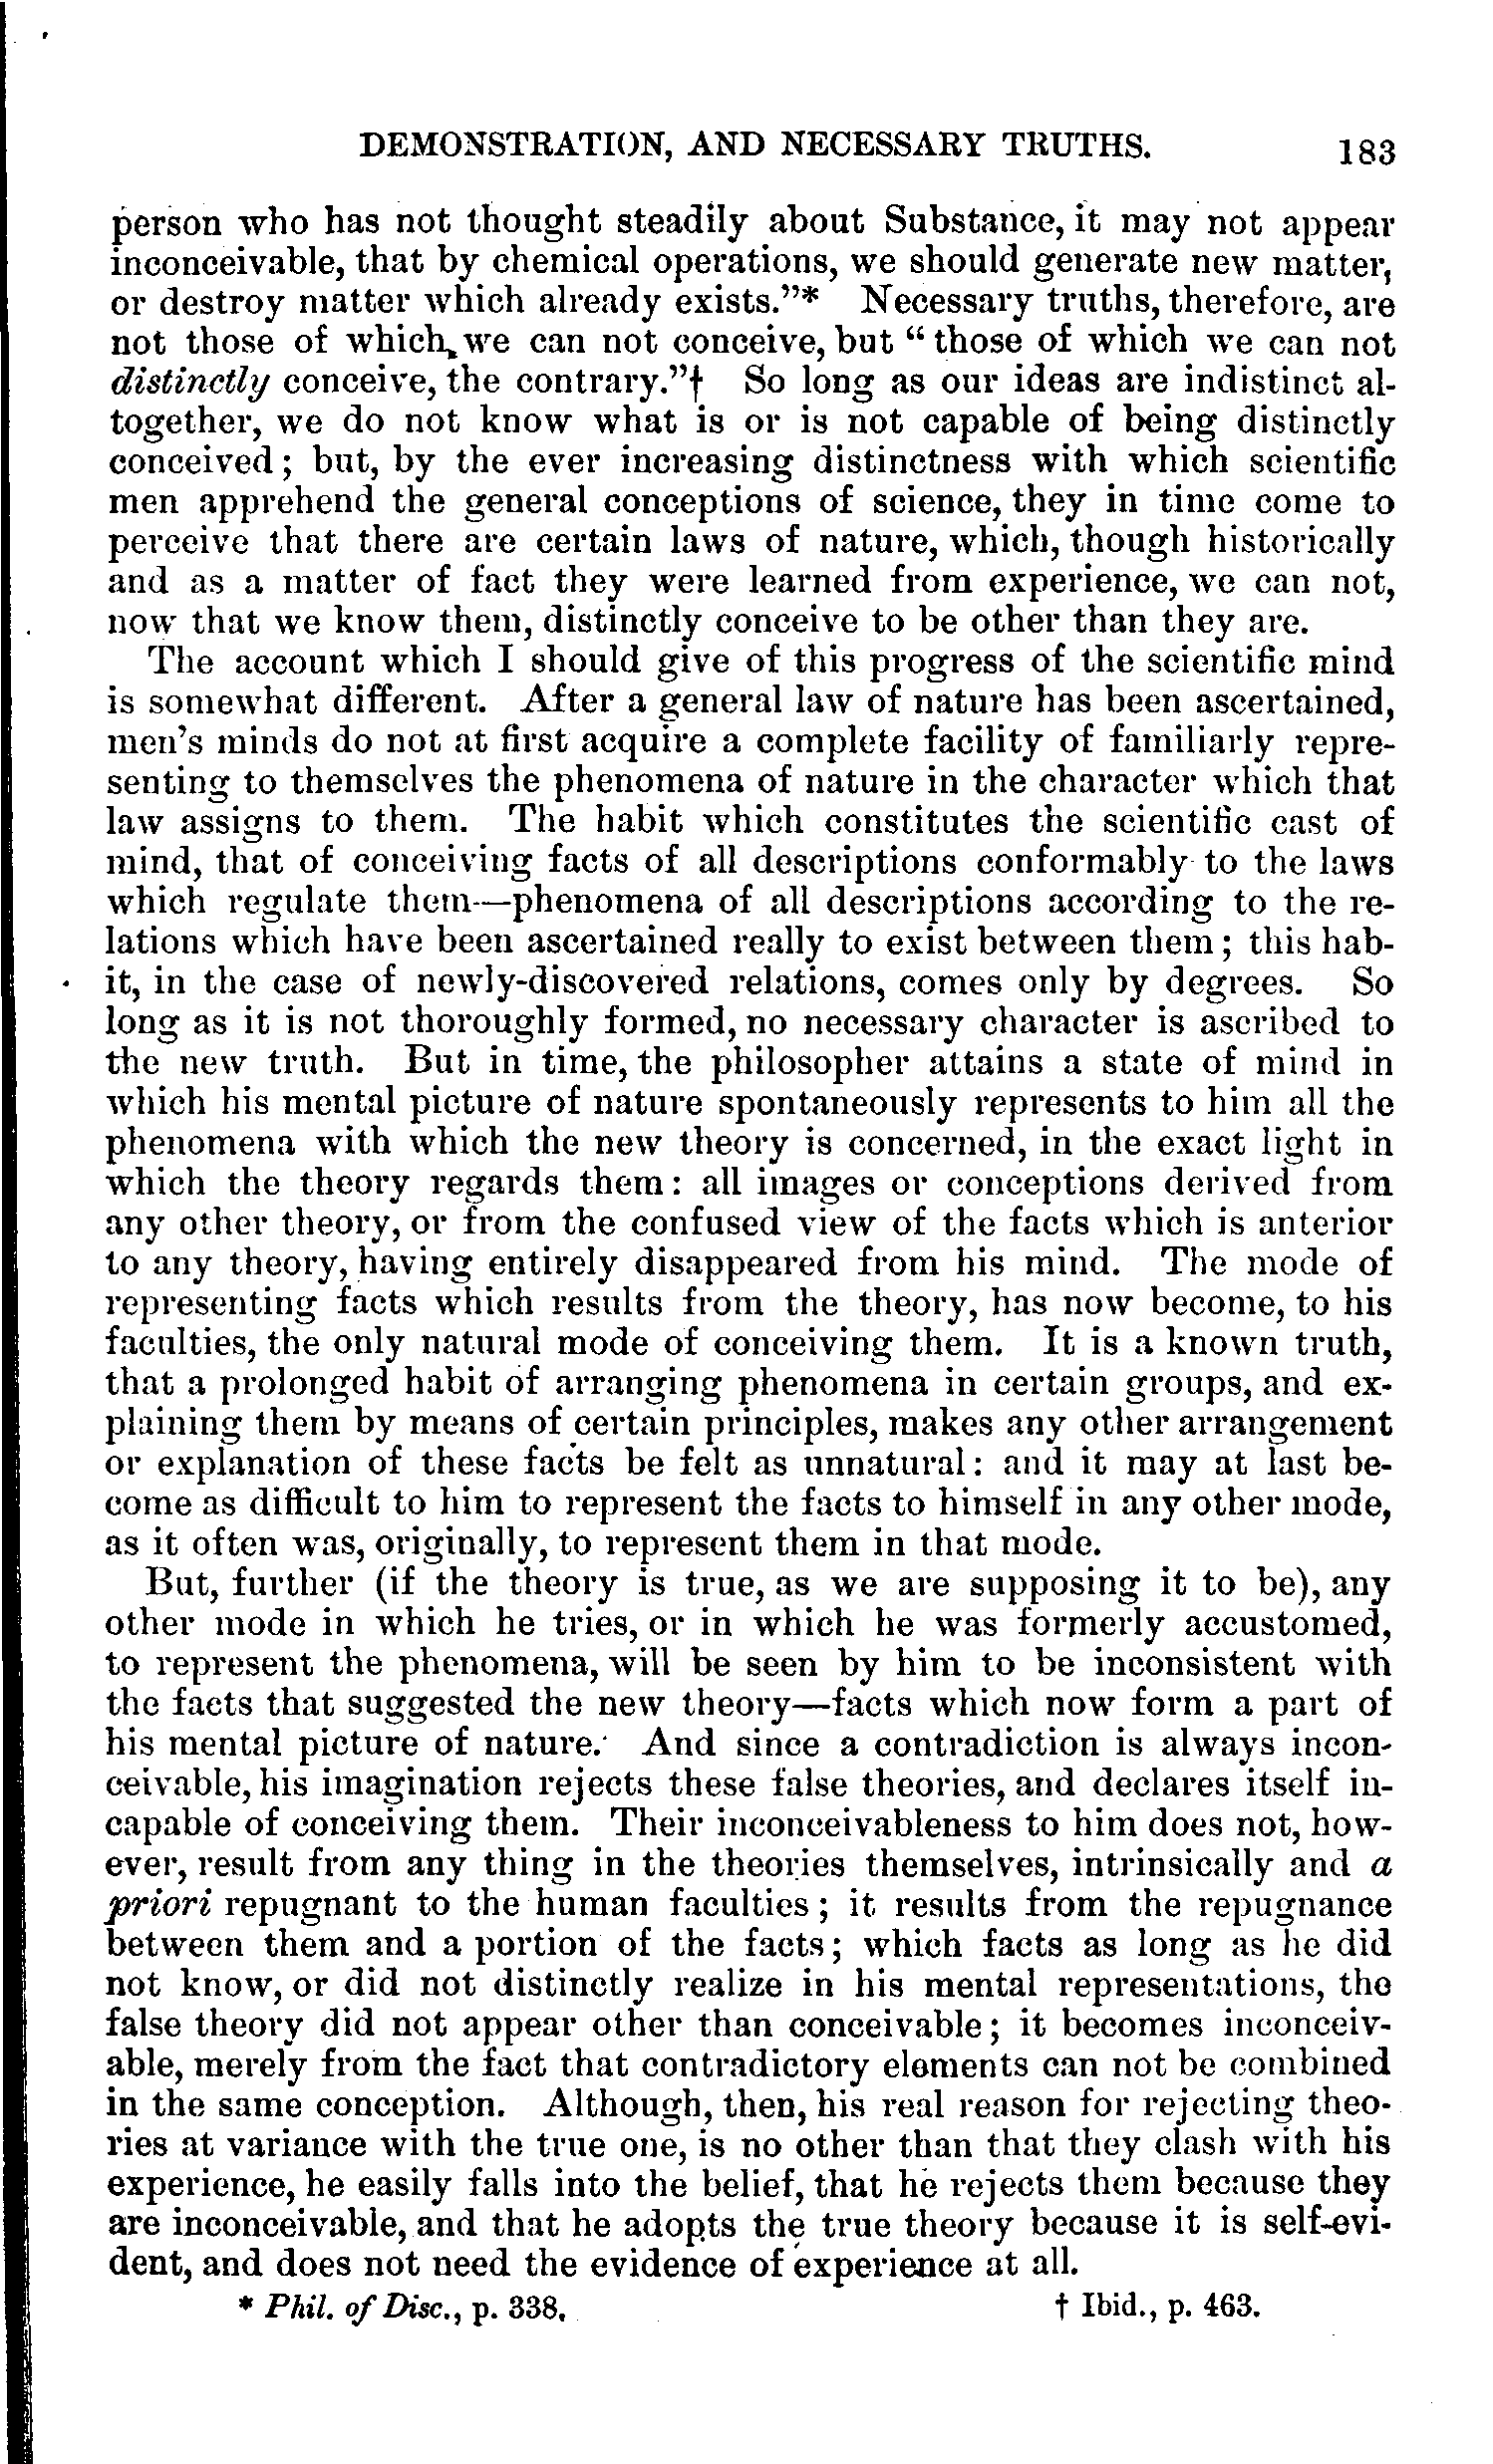 DEMONSTRATION, AND NECESSARY TRUTHS. 183
person who has not thought steadily about Substance, it may not appear
inconceivable, that by chemical operations, we should generate new matter,
or destroy matter which already exists."* Necessary truths, therefore, are
not those of which we can not conceive, but "those of which we can not
distinctly conceive, the contrary."† So long as our ideas are indistinct al-
together, we do not know what is or is not capable of being distinctly
conceived; but, by the ever increasing distinctness with which scientific
men apprehend the general conceptions of science, they in time come to
perceive that there are certain laws of nature, which, though historically
and as a matter of fact they were learned from experience, we can not,
now that we know them, distinctly conceive to be other than they are.
The account which I should give of this progress of the scientific mind
is somewhat different. After a general law of nature has been ascertained,
men's minds do not at first acquire a complete facility of familiarly repre-
senting to themselves the phenomena of nature in the character which that
law assigns to them. The habit which constitutes the scientific cast of
mind, that of conceiving facts of all descriptions conformably to the laws
which regulate them—phenomena of all descriptions according to the re-
lations which have been ascertained really to exist between them; this hab-
it, in the case of newly-discovered relations, comes only by degrees. So
long as it is not thoroughly formed, no necessary character is ascribed to
the new truth. But in time, the philosopher attains a state of mind in
which his mental picture of nature spontaneously represents to him all the
phenomena with which the new theory is concerned, in the exact light in
which the theory regards them: all images or conceptions derived from
any other theory, or from the confused view of the facts which is anterior
to any theory, having entirely disappeared from his mind. The mode of
representing facts which results from the theory, has now become, to his
faculties, the only natural mode of conceiving them. It is a known truth,
that a prolonged habit of arranging phenomena in certain groups, and ex-
plaining them by means of certain principles, makes any other arrangement
or explanation of these facts be felt as unnatural: and it may at last be-
come as difficult to him to represent the facts to himself in any other mode,
as it often was, originally, to represent them in that mode.
But, further (if the theory is true, as we are supposing it to be), any
other mode in which he tries, or in which he was formerly accustomed,
to represent the phenomena, will be seen by him to be inconsistent with
the facts that suggested the new theory—facts which now form a part of
his mental picture of nature. And since a contradiction is always incon-
ceivable, his imagination rejects these false theories, and declares itself in-
capable of conceiving them. Their inconceivableness to him does not, how-
ever, result from any thing in the theories themselves, intrinsically and a
priori repugnant to the human faculties; it results from the repugnance
between them and a portion of the facts; which facts as long as he did
not know, or did not distinctly realize in his mental representations, the
false theory did not appear other than conceivable; it becomes inconceiv-
able, merely from the fact that contradictory elements can not be combined
in the same conception. Although, then, his real reason for rejecting theo-
ries at variance with the true one, is no other than that they clash with his
experience, he easily falls into the belief, that he rejects them because they
are inconceivable, and that he adopts the true theory because it is self-evi-
dent, and does not need the evidence of experience at all.
* Phil. of Disc., p. 338. † Ibid., p. 463.